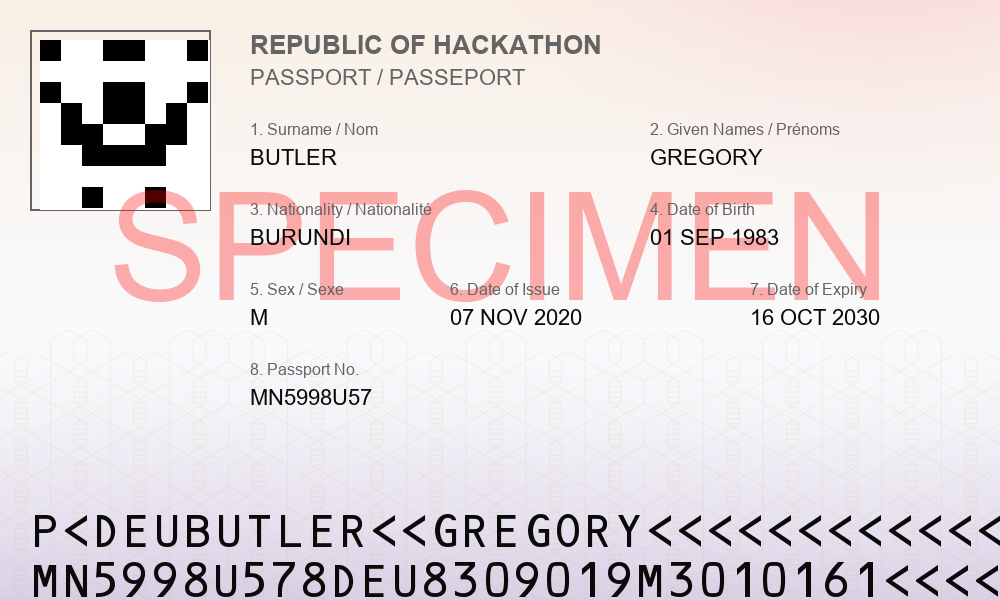 REPUBLIC OF HACKATHON
PASSPORT / PASSEPORT
1. Surname / Nom
BUTLER
2. Given Names / Prénoms
GREGORY
SPECIMEN
3. Nationality / Nationalité
BURUNDI
4. Date of Birth
01 SEP 1983
5. Sex / Sexe
M
6. Date of Issue
07 NOV 2020
7. Date of Expiry
16 OCT 2030
8. Passport No.
MN5998U57
P<DEUBUTLER<<GREGORY<<<<<<<<<<<<
MN5998U578DEU8309019M3010161<<<<